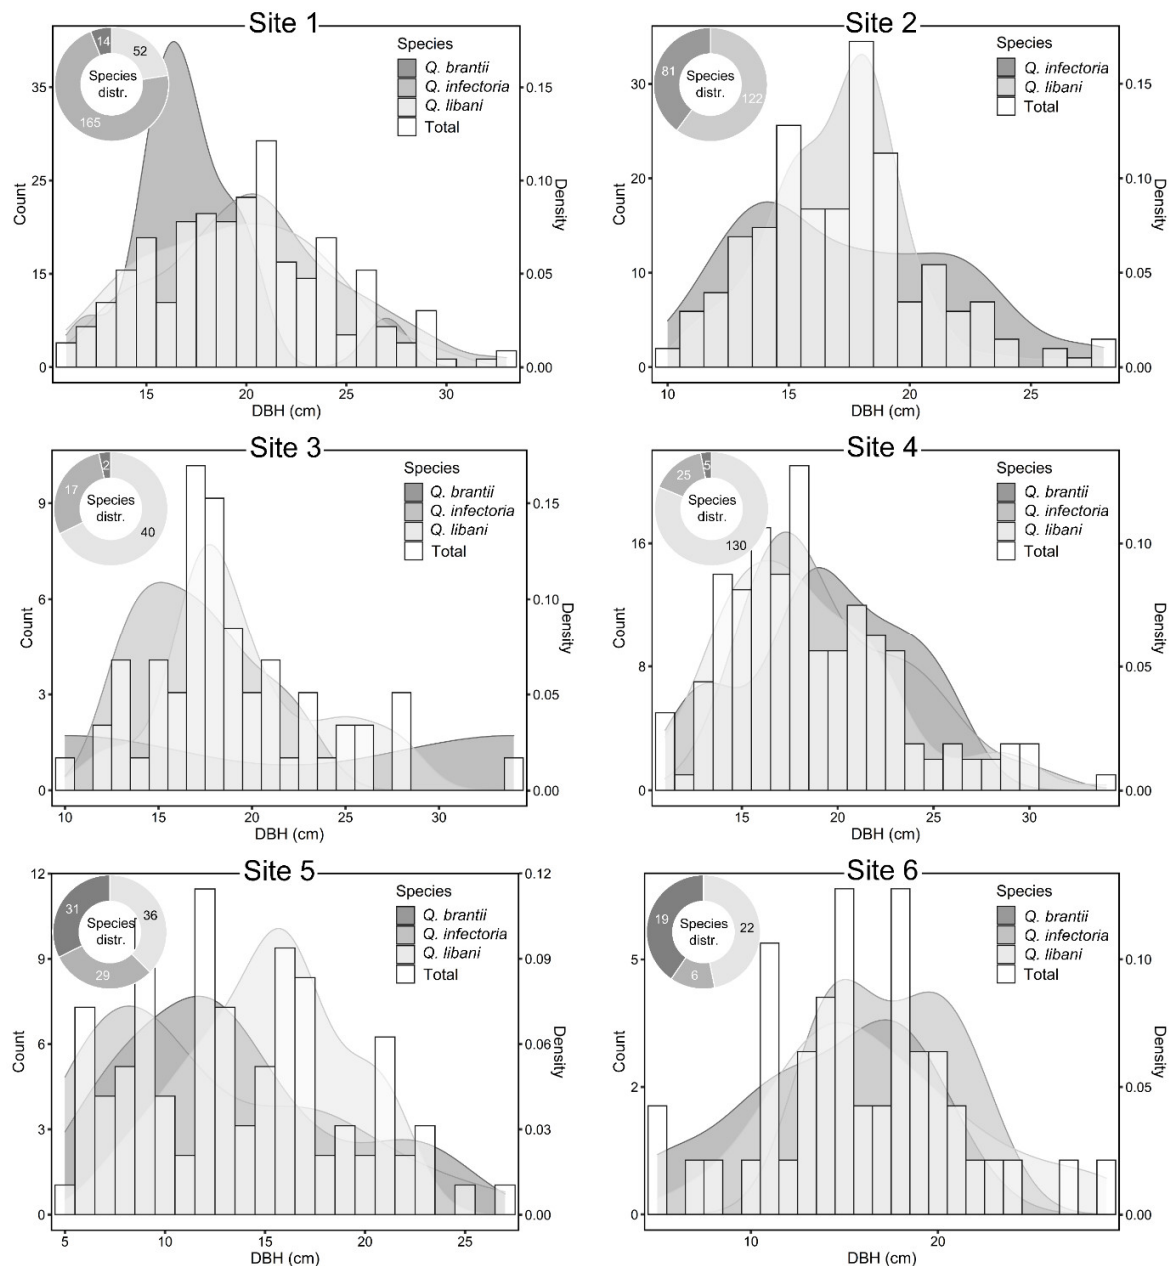 Site 1
Species distr.
14
52
165
Species
Q. brantii
Q. infectoria
Q. libani
Total
Count
35
25
15
0
Density
0.15
0.10
0.05
0.00
15 20 25 30
DBH (cm)
Site 2
Species distr.
81
122
Species
Q. infectoria
Q. libani
Total
Count
30
20
10
0
Density
0.15
0.10
0.05
0.00
10 15 20 25
DBH (cm)
Site 3
Species distr.
2
17
40
Species
Q. brantii
Q. infectoria
Q. libani
Total
Count
9
6
3
0
Density
0.15
0.10
0.05
0.00
10 15 20 25 30
DBH (cm)
Site 4
Species distr.
5
25
130
Species
Q. brantii
Q. infectoria
Q. libani
Total
Count
16
8
0
Density
0.10
0.05
0.00
15 20 25 30
DBH (cm)
Site 5
Species distr.
31
36
29
Species
Q. brantii
Q. infectoria
Q. libani
Total
Count
12
9
6
3
0
Density
0.12
0.09
0.06
0.03
0.00
5 10 15 20 25
DBH (cm)
Site 6
Species distr.
19
22
6
Species
Q. brantii
Q. infectoria
Q. libani
Total
Count
5
2
0
Density
0.10
0.05
0.00
10 20
DBH (cm)